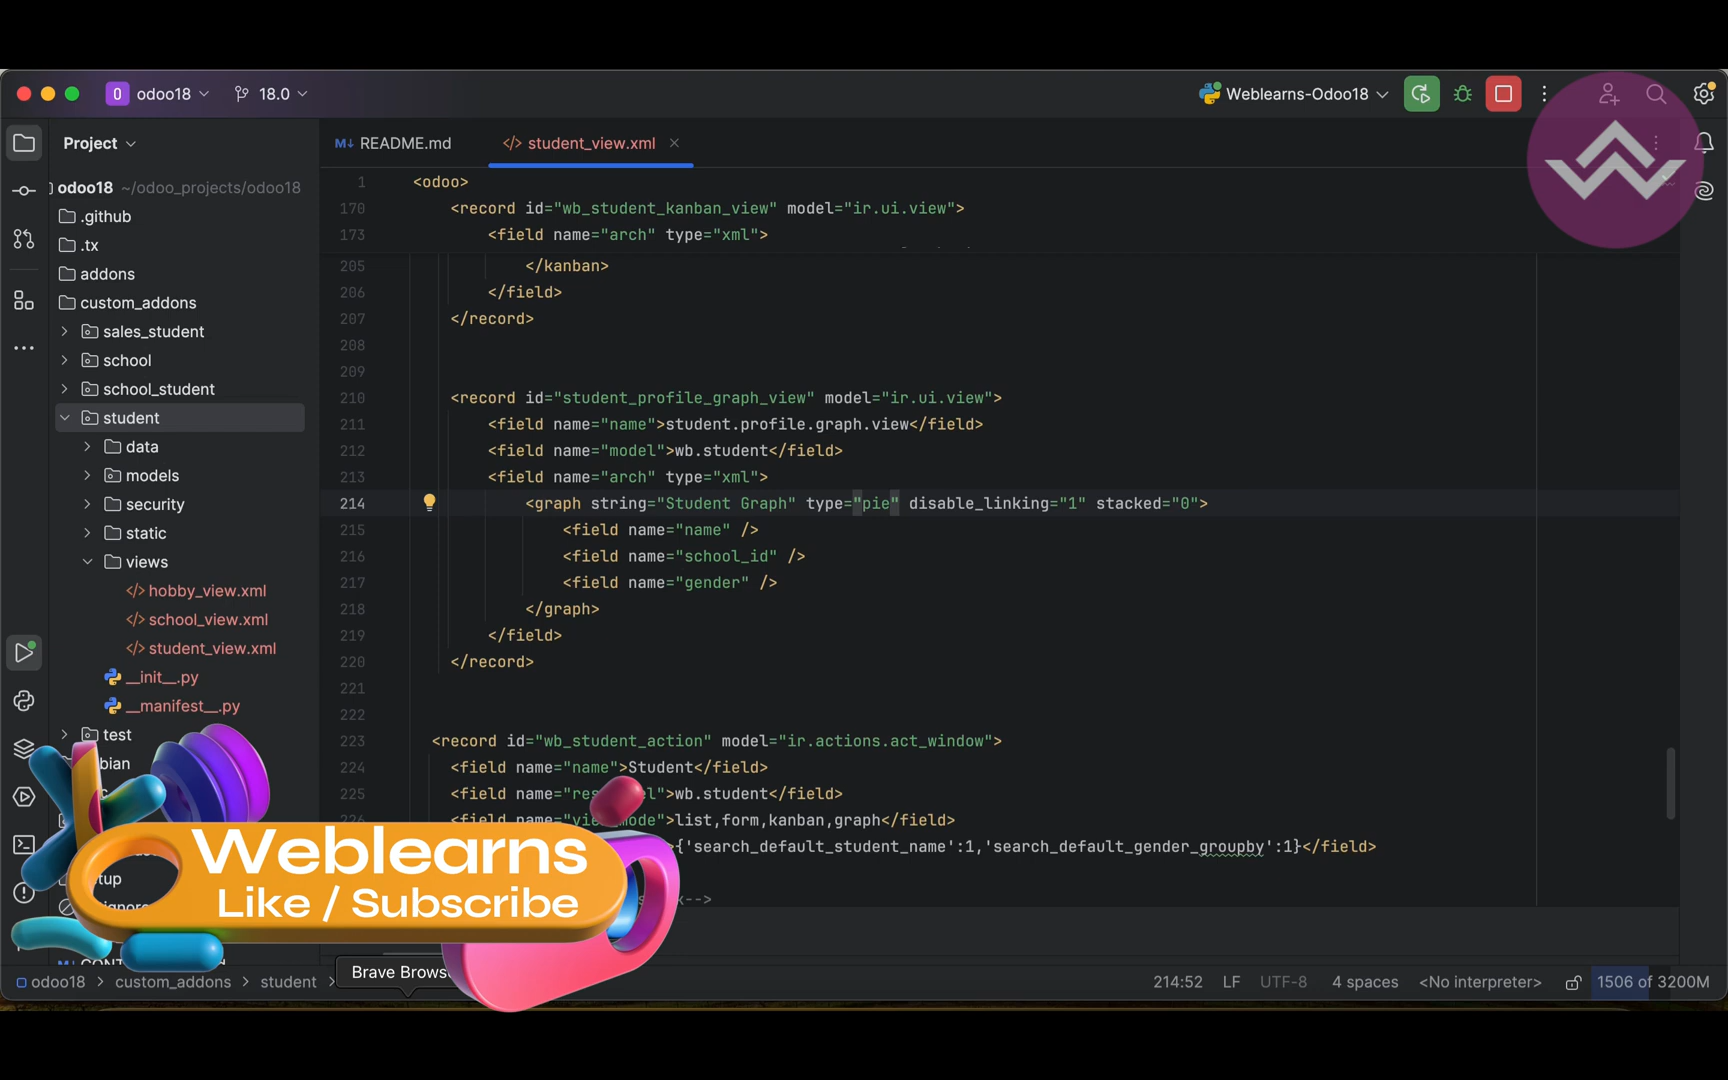 0 odoo18 18.0 Weblearns-Odoo18
Project
M↓ README.md </> student_view.xml
odoo18 ~/odoo_projects/odoo18
.github
.tx
addons
custom_addons
sales_student
school
school_student
student
data
models
security
static
views
</> hobby_view.xml
</> school_view.xml
</> student_view.xml
__init__.py
__manifest__.py
test
1 <odoo>
170 <record id="wb_student_kanban_view" model="ir.ui.view">
173 <field name="arch" type="xml">
205 </kanban>
206 </field>
207 </record>
208
209
210 <record id="student_profile_graph_view" model="ir.ui.view">
211 <field name="name">student.profile.graph.view</field>
212 <field name="model">wb.student</field>
213 <field name="arch" type="xml">
214 <graph string="Student Graph" type="pie" disable_linking="1" stacked="0">
215 <field name="name" />
216 <field name="school_id" />
217 <field name="gender" />
218 </graph>
219 </field>
220 </record>
221
222
223 <record id="wb_student_action" model="ir.actions.act_window">
224 <field name="name">Student</field>
225 <field name="res el">wb.student</field>
<field name="view_mode">list,form,kanban,graph</field>
>{'search_default_student_name':1,'search_default_gender_groupby':1}</field>
-->
Weblearns
Like / Subscribe
Brave Brows
odoo18 > custom_addons > student >
214:52 LF UTF-8 4 spaces <No interpreter> 1506 of 3200M